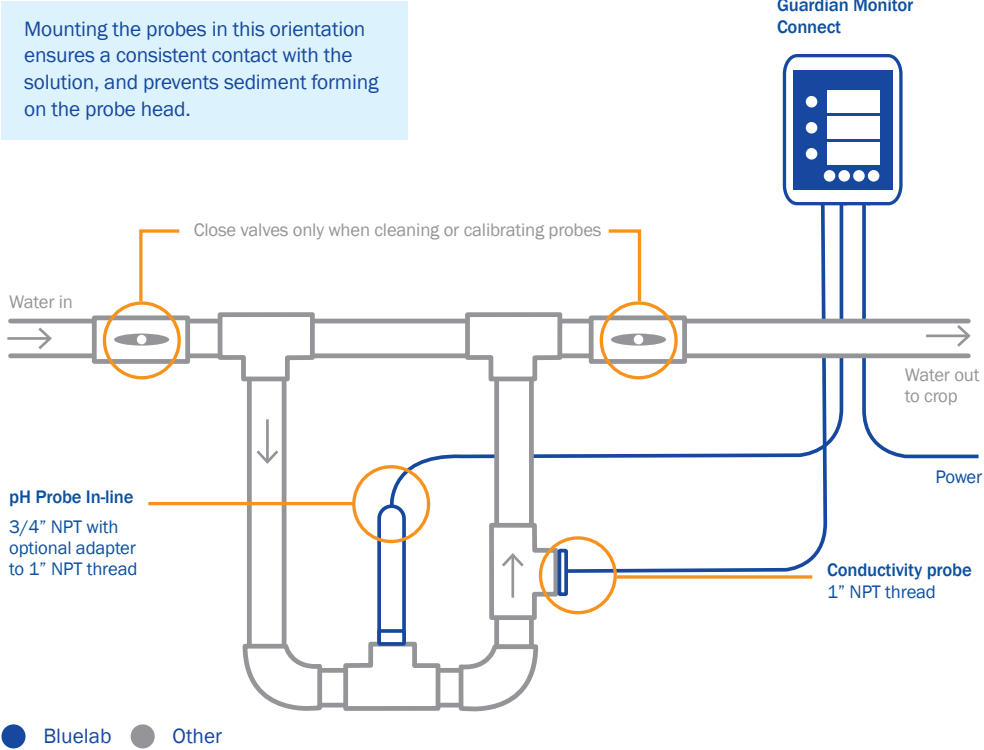 Guardian Monitor
Connect
Mounting the probes in this orientation
ensures a consistent contact with the
solution, and prevents sediment forming
on the probe head.
Close valves only when cleaning or calibrating probes
Water in
Water out
to crop
Power
pH Probe In-line
3/4” NPT with
optional adapter
to 1” NPT thread
Conductivity probe
1” NPT thread
Bluelab
Other